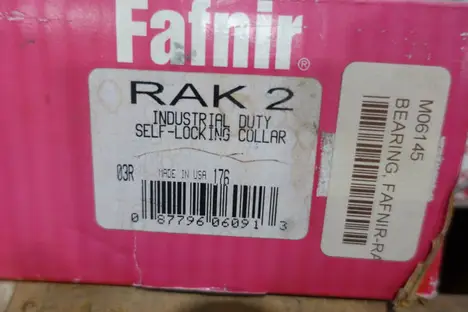 Fafnir®
RAK 2
INDUSTRIAL DUTY
SELF-LOCKING COLLAR
03R MADE IN USA 176
0 87796 06091 3
M06145
BEARING, FAFNIR-RA